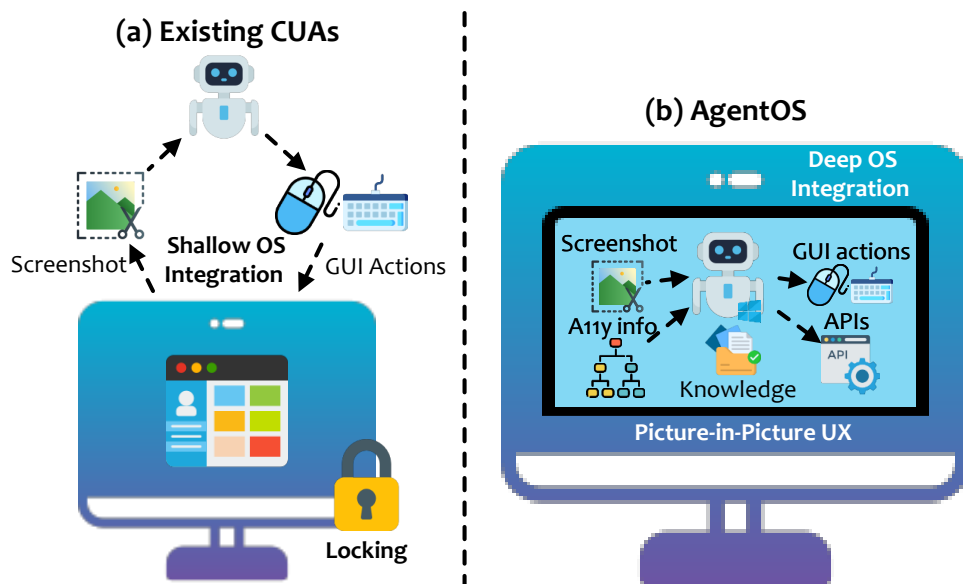 (a) Existing CUAs
Screenshot
Shallow OS
Integration
GUI Actions
Locking
(b) AgentOS
Deep OS
Integration
Screenshot
GUI actions
A11y info
APIs
API
Knowledge
Picture-in-Picture UX